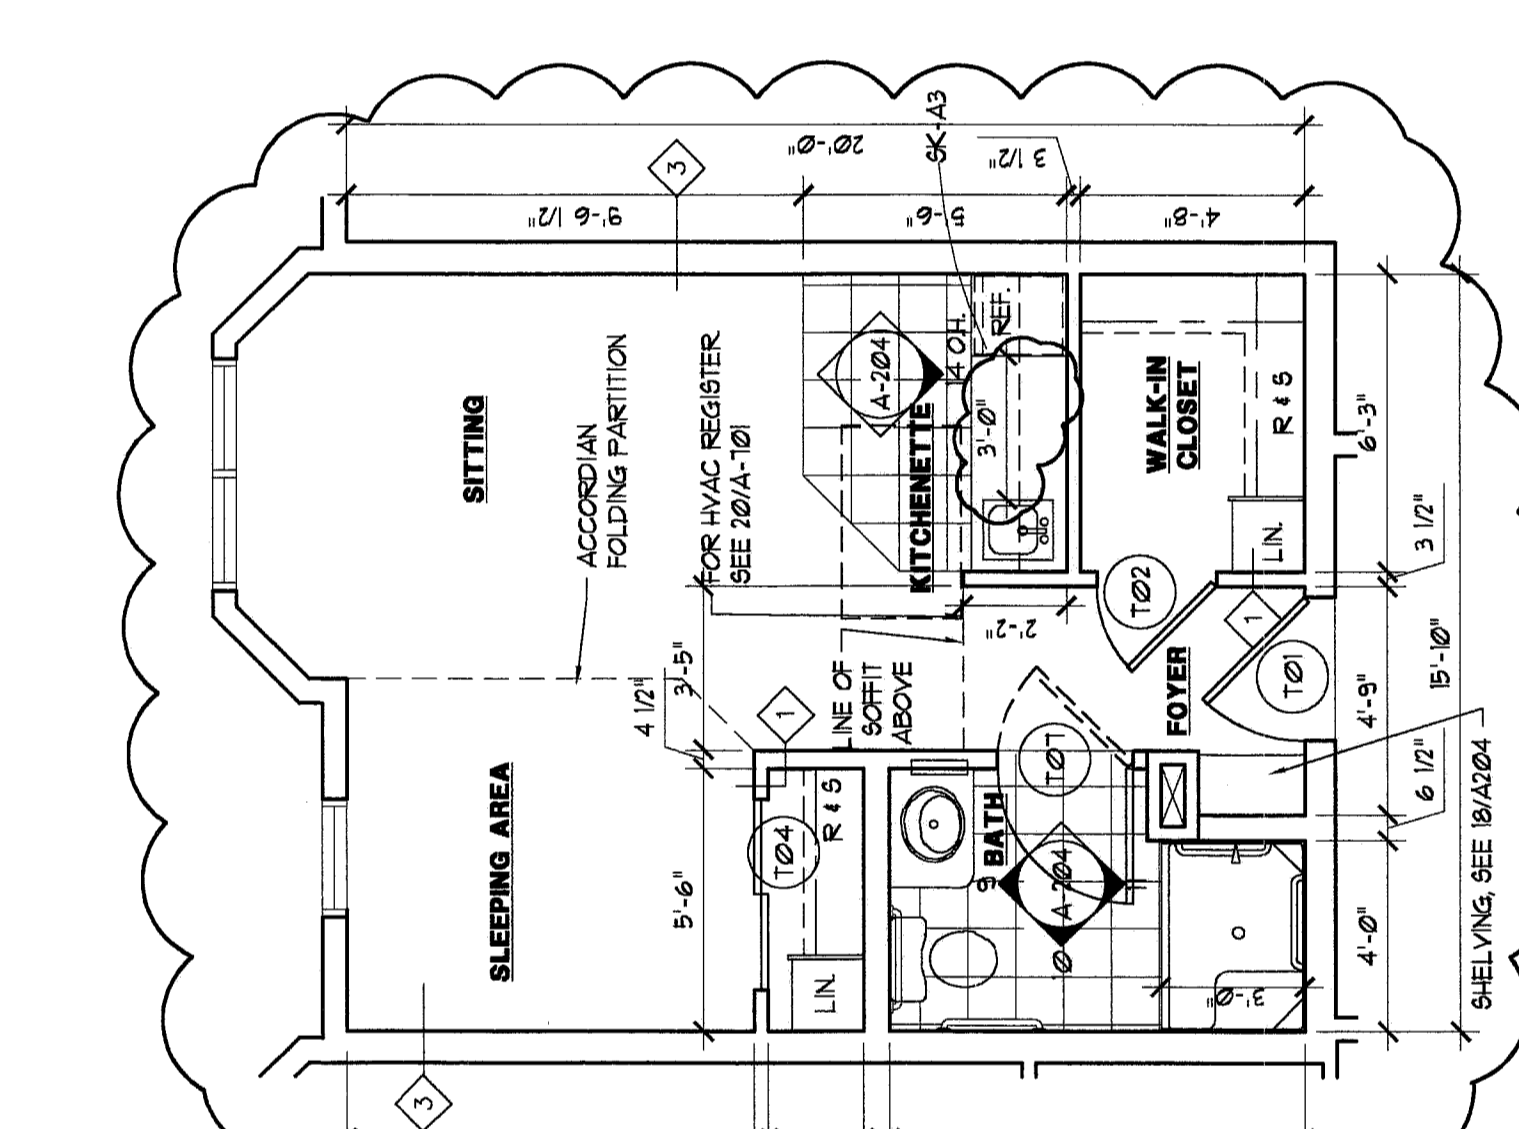 20'-0"
SK-A3
3 1/2"
3
9'-6 1/2"
5'-6"
4'-8"
SITTING
ACCORDIAN
FOLDING PARTITION
FOR HVAC REGISTER
SEE 20/A-701
A-204
4 O.H.
REF.
KITCHENETTE
3'-0"
WALK-IN
CLOSET
R & S
LIN.
6'-3"
3 1/2"
T02
2'-2"
1
T01
FOYER
4'-9"
15'-10"
6 1/2"
SHELVING, SEE 18/A204
4'-0"
3'-5"
4 1/2"
1
LINE OF
SOFFIT
ABOVE
T07
SLEEPING AREA
5'-6"
T04
R & S
LIN.
9
BATH
A-204
10
3'-0"
3